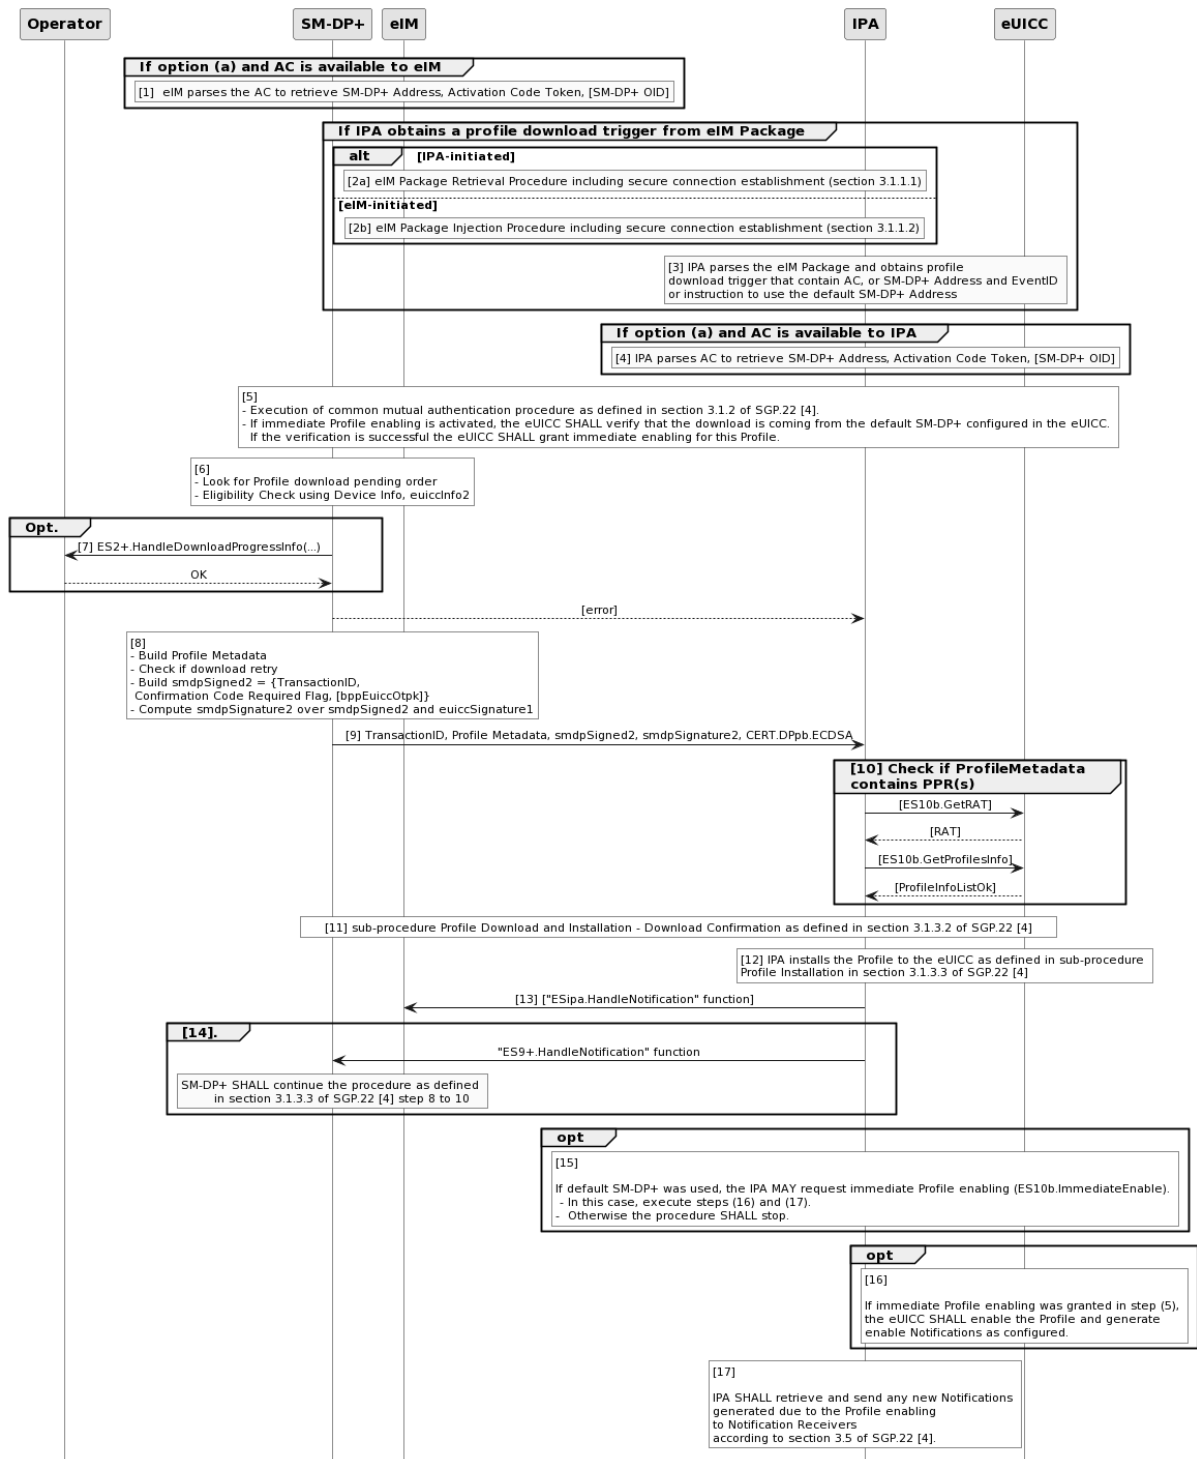 Operator
SM-DP+
eIM
IPA
eUICC
If option (a) and AC is available to eIM
[1]  eIM parses the AC to retrieve SM-DP+ Address, Activation Code Token, [SM-DP+ OID]
If IPA obtains a profile download trigger from eIM Package
alt
[IPA-initiated]
[2a] eIM Package Retrieval Procedure including secure connection establishment (section 3.1.1.1)
[eIM-initiated]
[2b] eIM Package Injection Procedure including secure connection establishment (section 3.1.1.2)
[3] IPA parses the eIM Package and obtains profile
download trigger that contain AC, or SM-DP+ Address and EventID
or instruction to use the default SM-DP+ Address
If option (a) and AC is available to IPA
[4] IPA parses AC to retrieve SM-DP+ Address, Activation Code Token, [SM-DP+ OID]
[5]
- Execution of common mutual authentication procedure as defined in section 3.1.2 of SGP.22 [4].
- If immediate Profile enabling is activated, the eUICC SHALL verify that the download is coming from the default SM-DP+ configured in the eUICC.
If the verification is successful the eUICC SHALL grant immediate enabling for this Profile.
[6]
- Look for Profile download pending order
- Eligibility Check using Device Info, euiccInfo2
Opt.
[7] ES2+.HandleDownloadProgressInfo(...)
OK
[error]
[8]
- Build Profile Metadata
- Check if download retry
- Build smdpSigned2 = {TransactionID,
Confirmation Code Required Flag, [bppEuiccOtpk]}
- Compute smdpSignature2 over smdpSigned2 and euiccSignature1
[9] TransactionID, Profile Metadata, smdpSigned2, smdpSignature2, CERT.DPpb.ECDSA
[10] Check if ProfileMetadata
contains PPR(s)
[ES10b.GetRAT]
[RAT]
[ES10b.GetProfilesInfo]
[ProfileInfoListOk]
[11] sub-procedure Profile Download and Installation - Download Confirmation as defined in section 3.1.3.2 of SGP.22 [4]
[12] IPA installs the Profile to the eUICC as defined in sub-procedure
Profile Installation in section 3.1.3.3 of SGP.22 [4]
[13] ["ESipa.HandleNotification" function]
[14].
"ES9+.HandleNotification" function
SM-DP+ SHALL continue the procedure as defined
in section 3.1.3.3 of SGP.22 [4] step 8 to 10
opt
[15]
If default SM-DP+ was used, the IPA MAY request immediate Profile enabling (ES10b.ImmediateEnable).
- In this case, execute steps (16) and (17).
-  Otherwise the procedure SHALL stop.
opt
[16]
If immediate Profile enabling was granted in step (5),
the eUICC SHALL enable the Profile and generate
enable Notifications as configured.
[17]
IPA SHALL retrieve and send any new Notifications
generated due to the Profile enabling
to Notification Receivers
according to section 3.5 of SGP.22 [4].